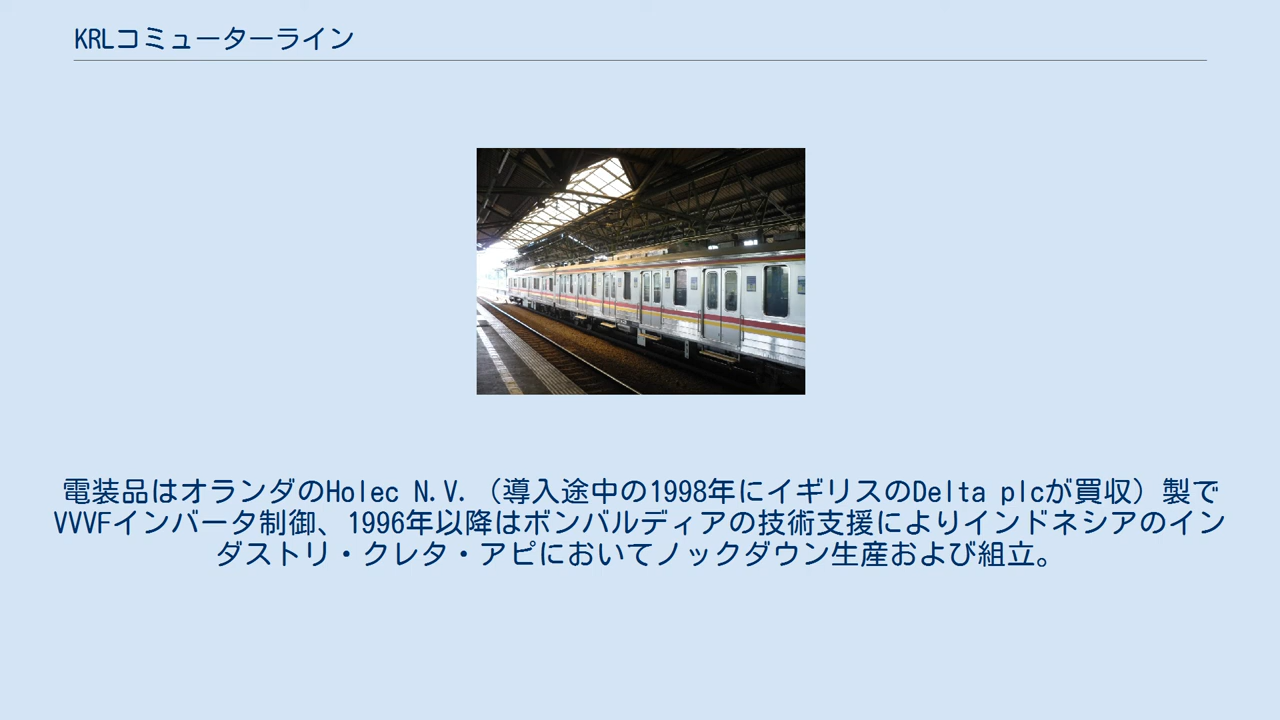 KRLコミューターライン
電装品はオランダのHolec N.V.（導入途中の1998年にイギリスのDelta plcが買収）製で
VVVFインバータ制御、1996年以降はボンバルディアの技術支援によりインドネシアのイン
ダストリ・クレタ・アピにおいてノックダウン生産および組立。